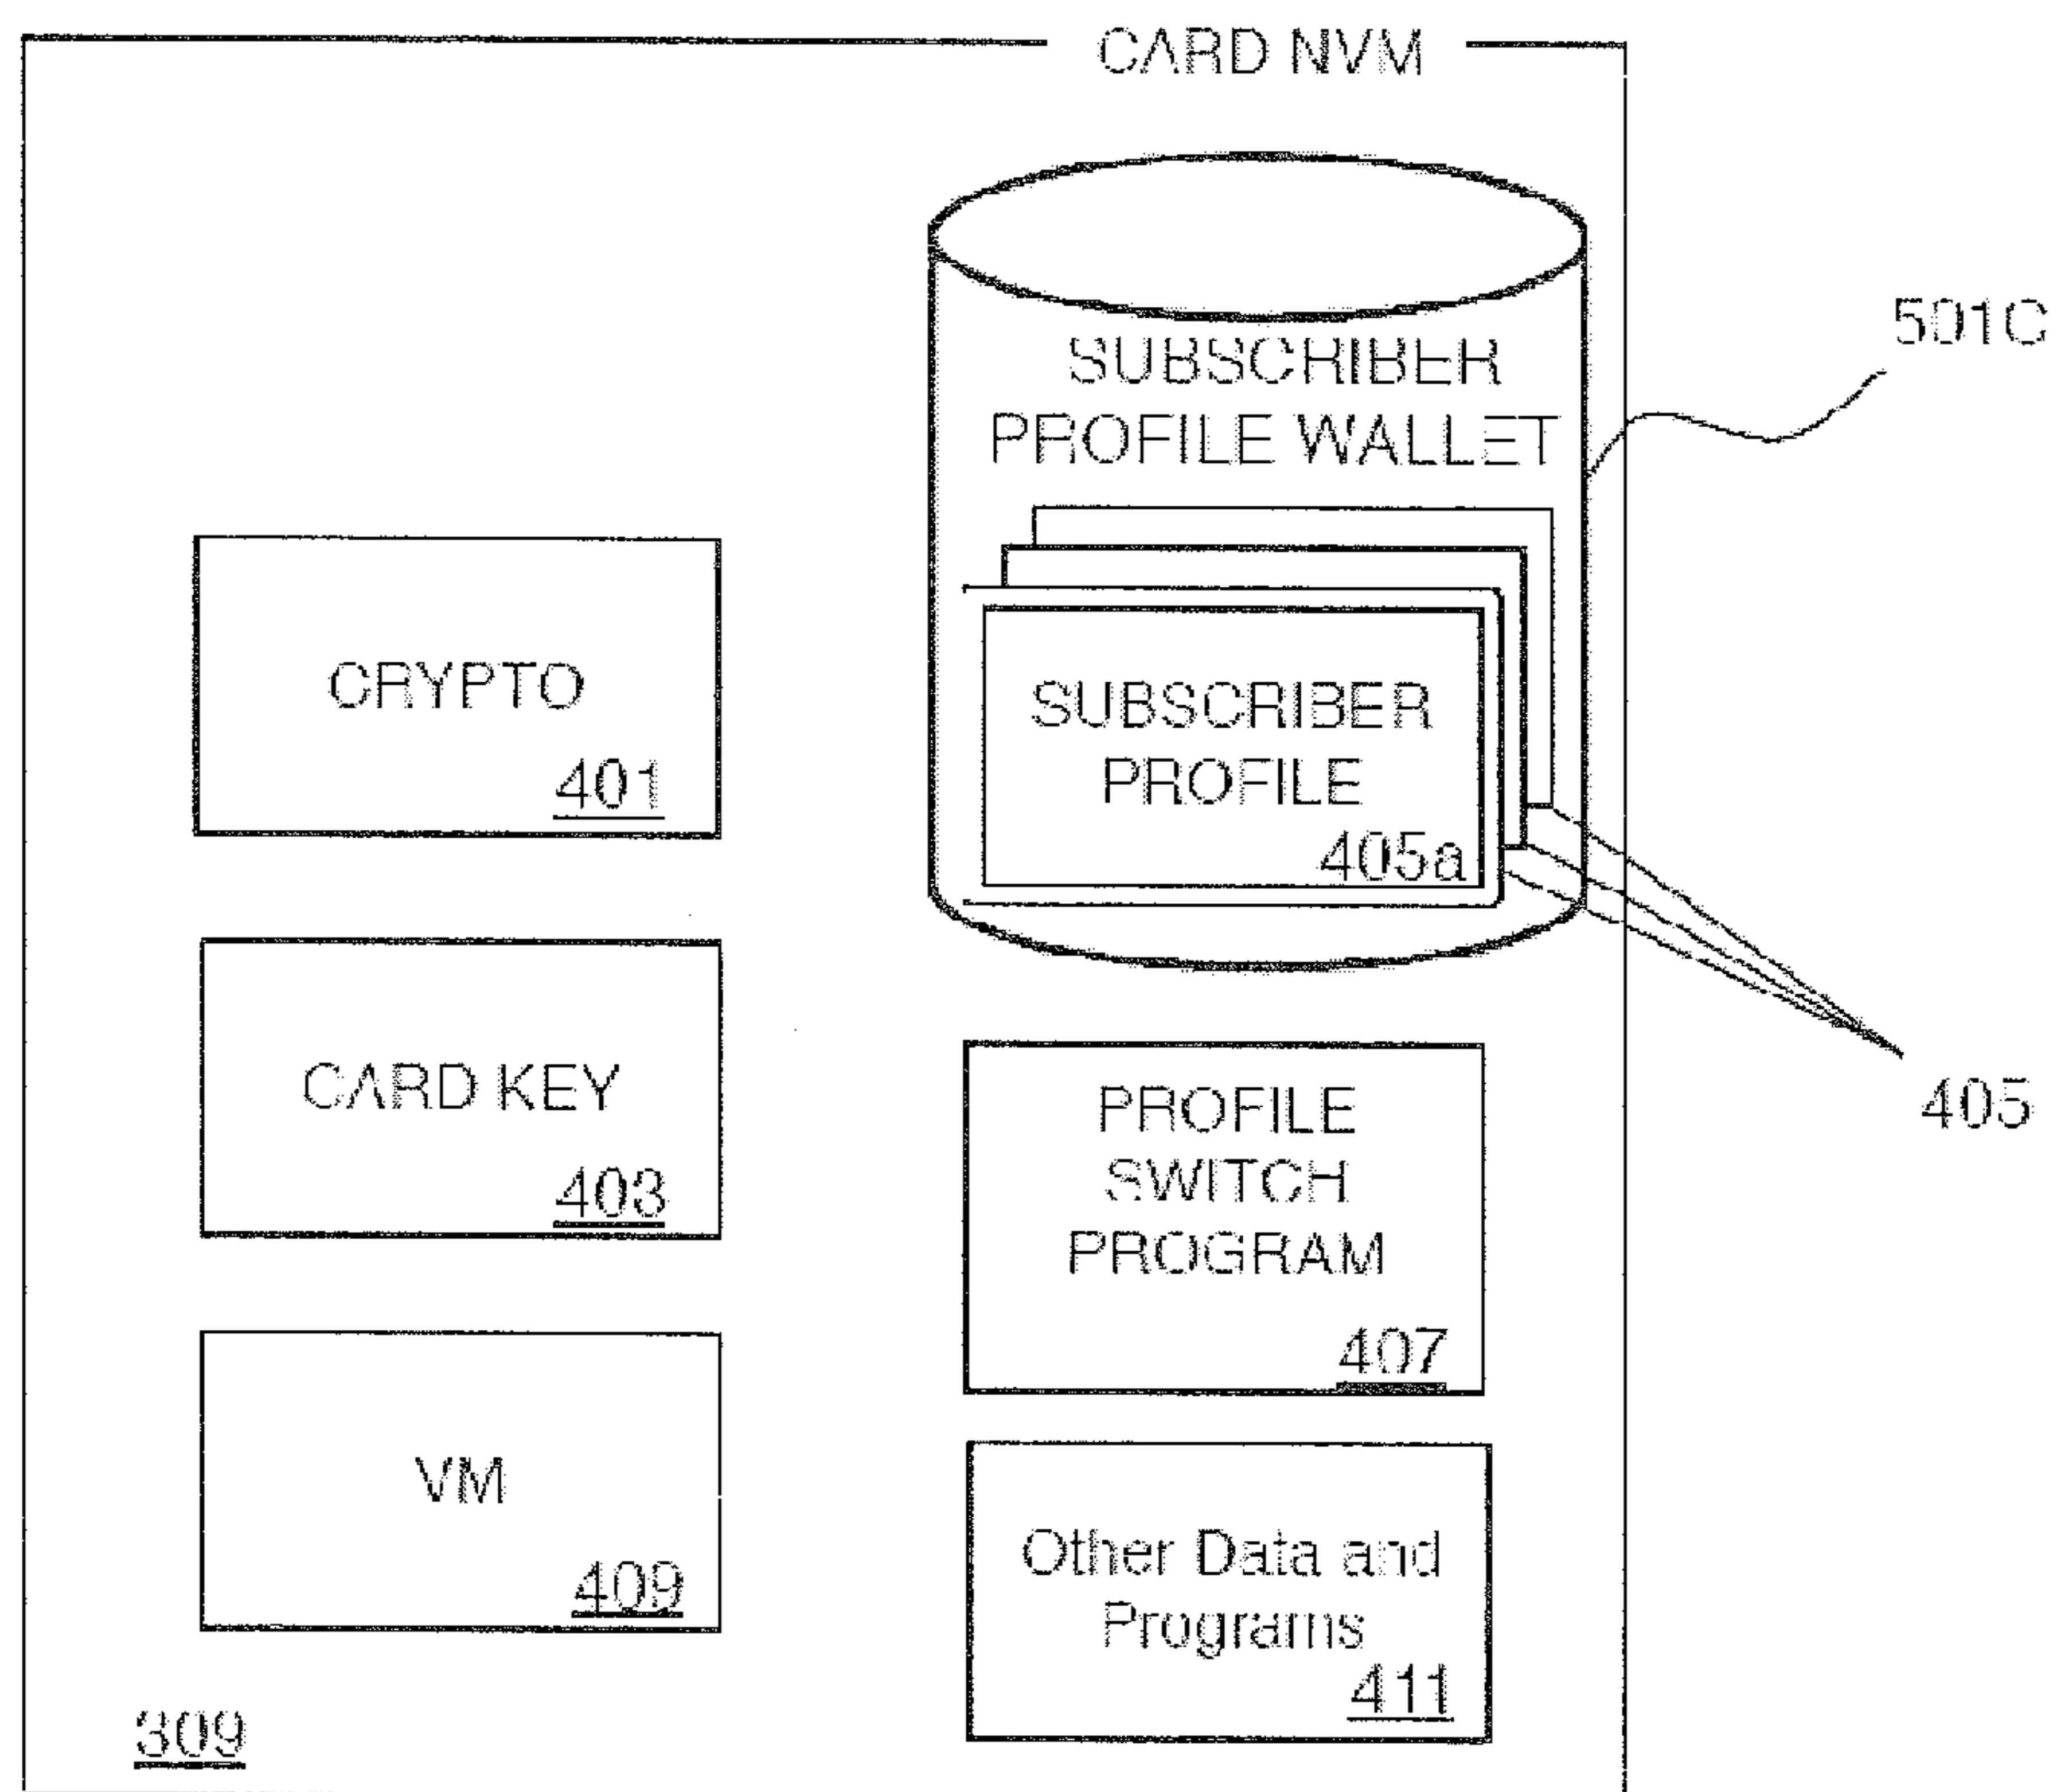 CARD NVM
501C
SUBSCRIBER
PROFILE WALLET
CRYPTO
401
SUBSCRIBER
PROFILE
405a
CARD KEY
403
405
PROFILE
SWITCH
PROGRAM
407
VM
409
Other Data and
Programs
411
309